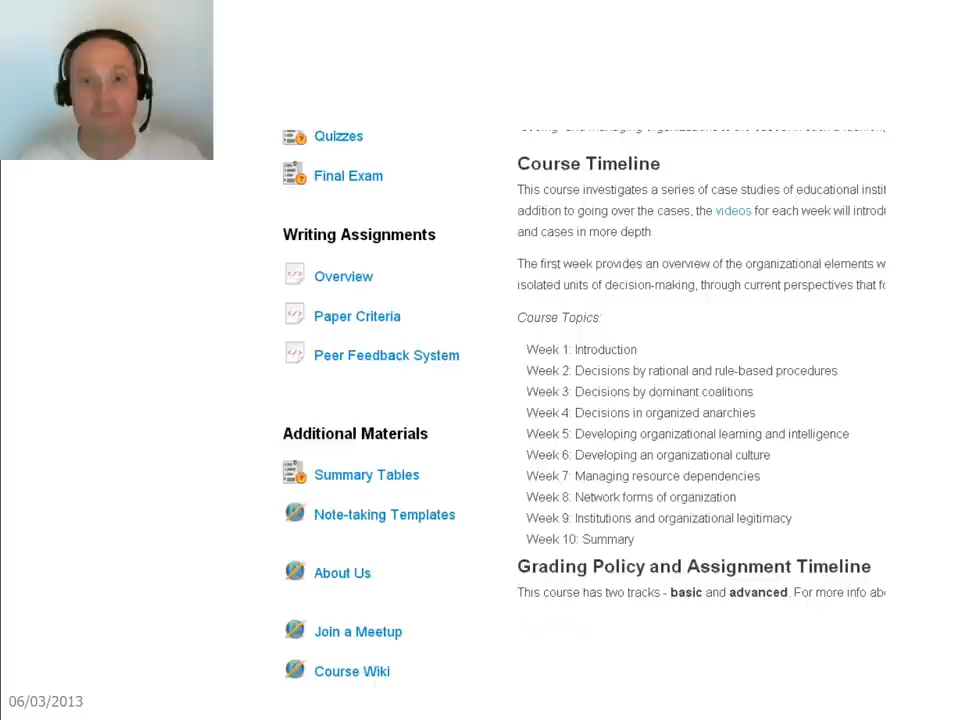 Quizzes
Final Exam
Writing Assignments
Overview
Paper Criteria
Peer Feedback System
Additional Materials
Summary Tables
Note-taking Templates
About Us
Join a Meetup
Course Wiki
Course Timeline
This course investigates a series of case studies of educational instit
addition to going over the cases, the videos for each week will introdu
and cases in more depth
The first week provides an overview of the organizational elements w
isolated units of decision-making, through current perspectives that fo
Course Topics:
Week 1: Introduction
Week 2: Decisions by rational and rule-based procedures
Week 3: Decisions by dominant coalitions
Week 4: Decisions in organized anarchies
Week 5: Developing organizational learning and intelligence
Week 6: Developing an organizational culture
Week 7: Managing resource dependencies
Week 8: Network forms of organization
Week 9: Institutions and organizational legitimacy
Week 10: Summary
Grading Policy and Assignment Timeline
This course has two tracks - basic and advanced. For more info abo
06/03/2013